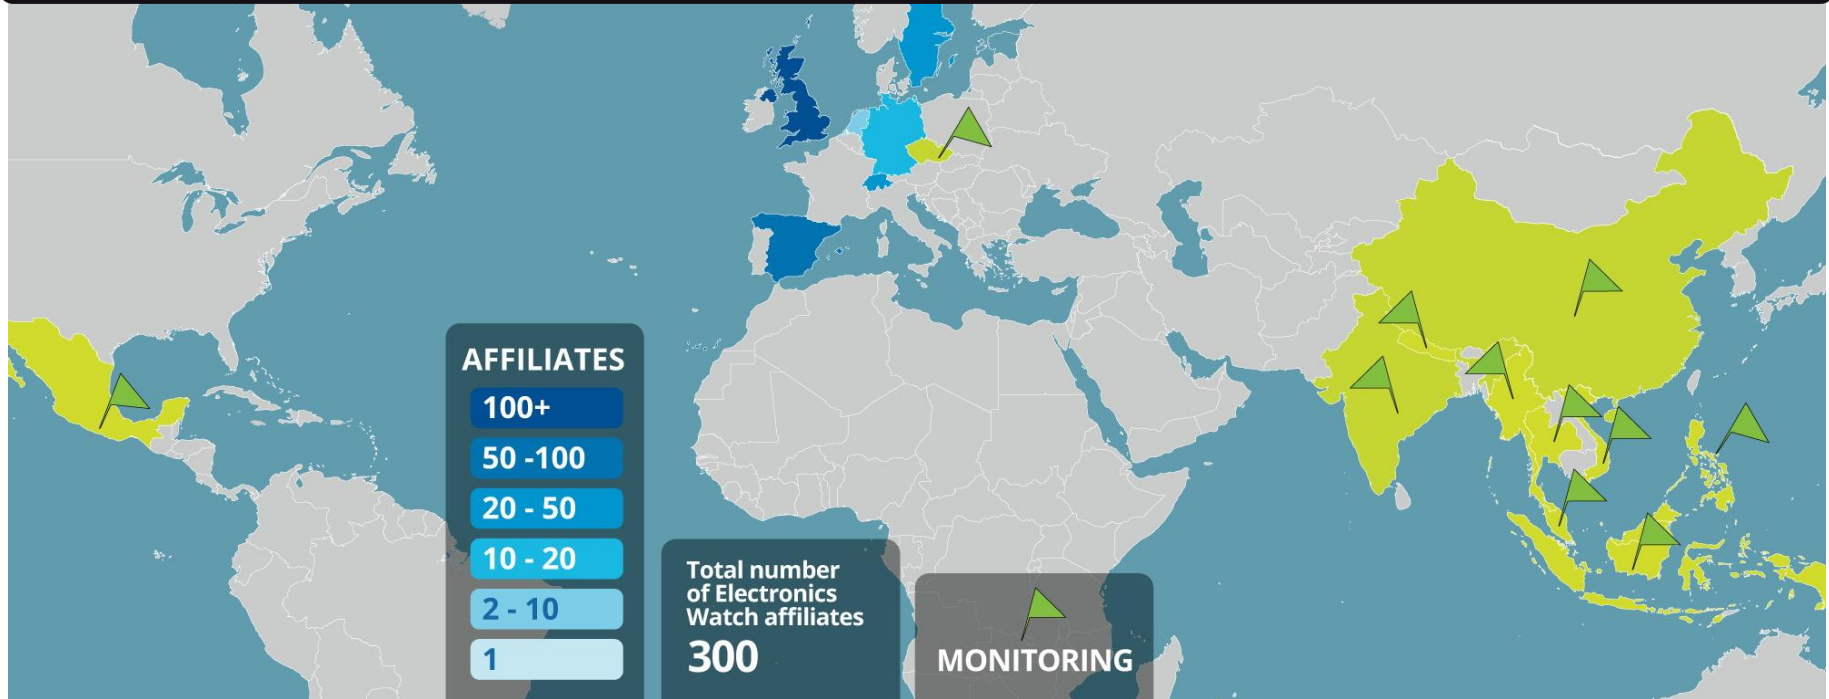 AFFILIATES
100+
50 -100
20 - 50
10 - 20
2 - 10
1
Total number
of Electronics
Watch affiliates
300
MONITORING